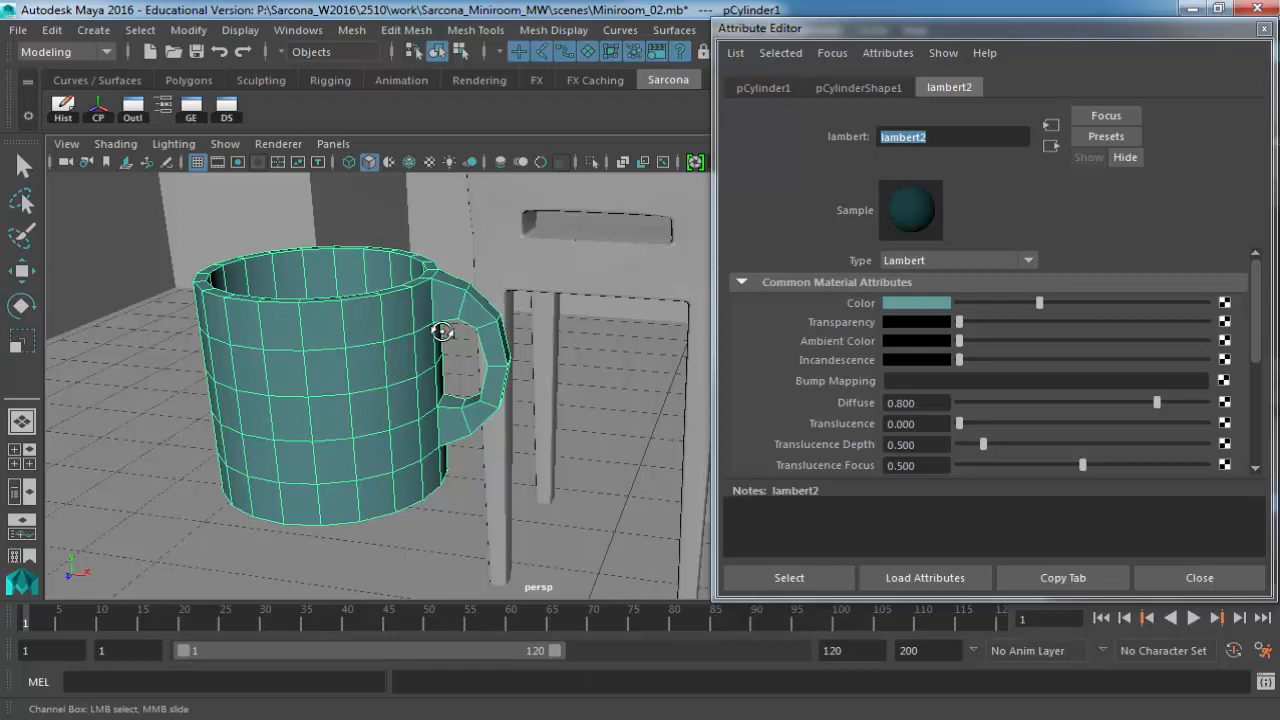 Autodesk Maya 2016 - Educational Version: P:\Sarcona_W2016\2510\work\Sarcona_Miniroom_MW\scenes\Miniroom_02.mb* --- pCylinder1
File Edit Create Select Modify Display Windows Mesh Edit Mesh Mesh Tools Mesh Display Curves Surfaces
Modeling Objects
Curves / Surfaces Polygons Sculpting Rigging Animation Rendering FX FX Caching Sarcona
Hist CP Outl GE DS
View Shading Lighting Show Renderer Panels
persp
Attribute Editor
List Selected Focus Attributes Show Help
pCylinder1 pCylinderShape1 lambert2
lambert: lambert2
Focus
Presets
Show Hide
Sample
Type Lambert
Common Material Attributes
Color
Transparency
Ambient Color
Incandescence
Bump Mapping
Diffuse 0.800
Translucence 0.000
Translucence Depth 0.500
Translucence Focus 0.500
Notes: lambert2
Select Load Attributes Copy Tab Close
5 10 15 20 25 30 35 40 45 50 55 60 65 70 75 80 85 90 95 100 105 110 115 12
1 1
1 1 1 120 120 200 No Anim Layer No Character Set
MEL
Channel Box: LMB select, MMB slide